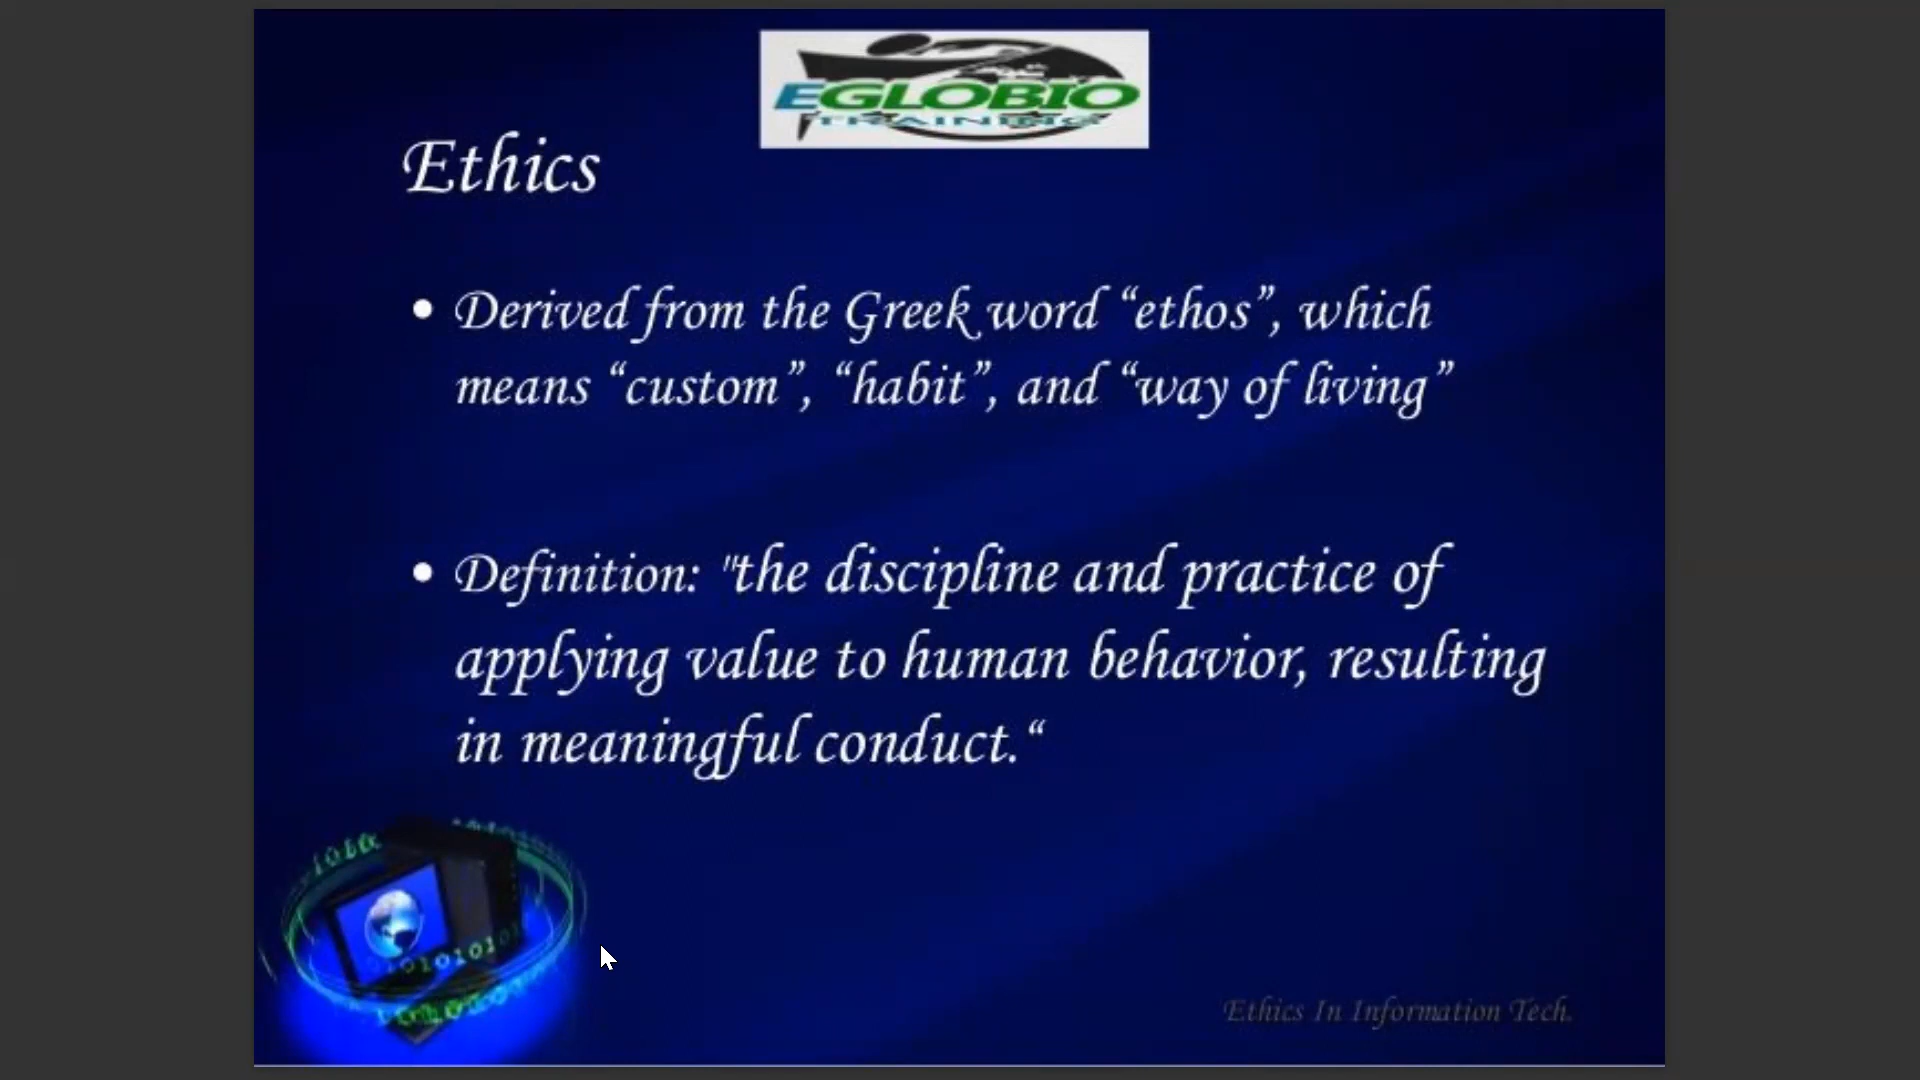 EGLOBIO
TRAINING
Ethics
• Derived from the Greek word “ethos”, which
means “custom”, “habit”, and “way of living”
• Definition: "the discipline and practice of
applying value to human behavior, resulting
in meaningful conduct.“
Ethics In Information Tech.